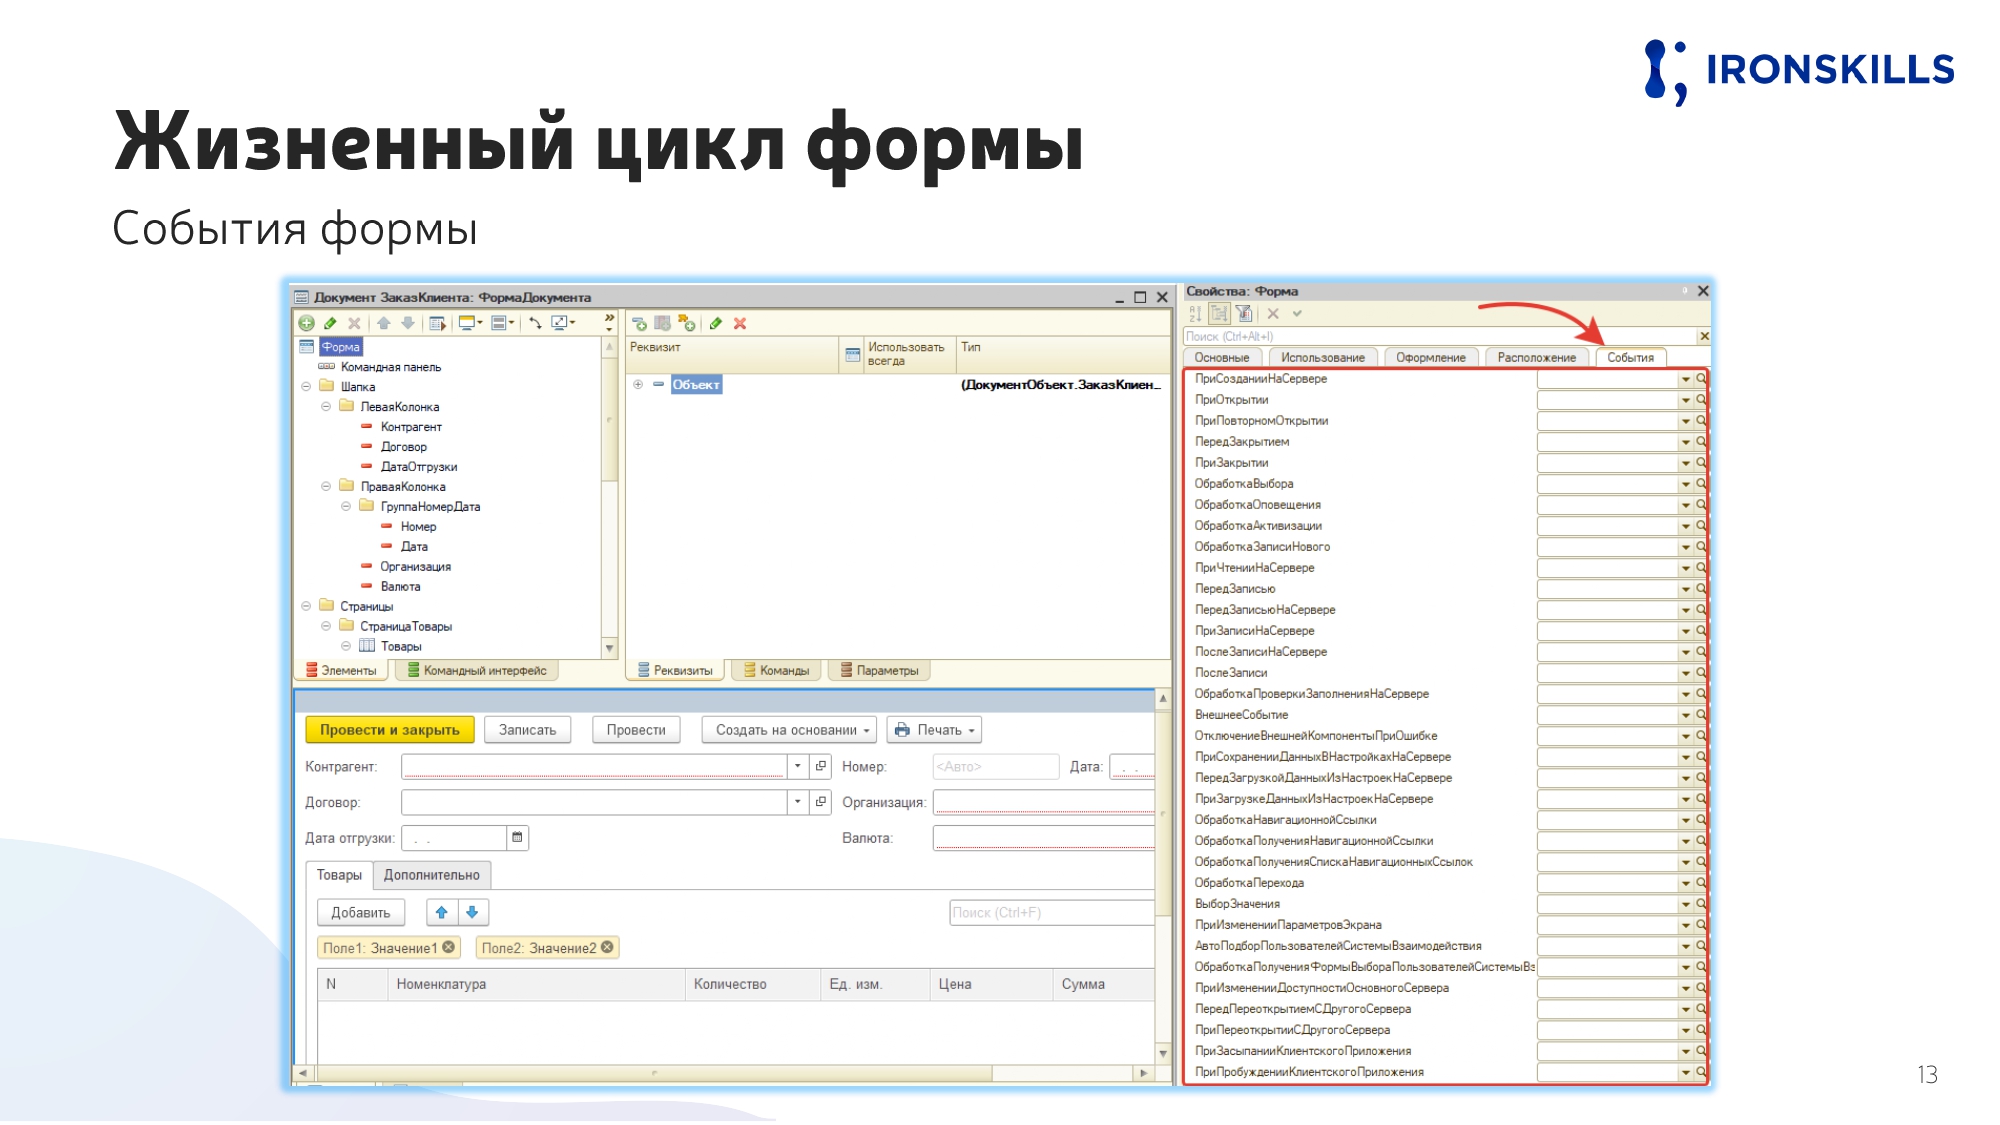 IRONSKILLS
Жизненный цикл формы
События формы
Документ ЗаказКлиента: ФормаДокумента
Форма
Командная панель
Шапка
ЛеваяКолонка
Контрагент
Договор
ДатаОтгрузки
ПраваяКолонка
ГруппаНомерДата
Номер
Дата
Организация
Валюта
Страницы
СтраницаТовары
Товары
Элементы Командный интерфейс
Реквизит Использовать всегда Тип
Объект (ДокументОбъект.ЗаказКлиен...
Реквизиты Команды Параметры
Провести и закрыть Записать Провести Создать на основании Печать
Контрагент: Номер: <Авто> Дата: . .
Договор: Организация:
Дата отгрузки: . . Валюта:
Товары Дополнительно
Добавить Поиск (Ctrl+F)
Поле1: Значение1 Поле2: Значение2
N Номенклатура Количество Ед. изм. Цена Сумма
Свойства: Форма
Поиск (Ctrl+Alt+I)
Основные Использование Оформление Расположение События
ПриСозданииНаСервере
ПриОткрытии
ПриПовторномОткрытии
ПередЗакрытием
ПриЗакрытии
ОбработкаВыбора
ОбработкаОповещения
ОбработкаАктивизации
ОбработкаЗаписиНового
ПриЧтенииНаСервере
ПередЗаписью
ПередЗаписьюНаСервере
ПриЗаписиНаСервере
ПослеЗаписиНаСервере
ПослеЗаписи
ОбработкаПроверкиЗаполненияНаСервере
ВнешнееСобытие
ОтключениеВнешнейКомпонентыПриОшибке
ПриСохраненииДанныхВНастройкахНаСервере
ПередЗагрузкойДанныхИзНастроекНаСервере
ПриЗагрузкеДанныхИзНастроекНаСервере
ОбработкаНавигационнойСсылки
ОбработкаПолученияНавигационнойСсылки
ОбработкаПолученияСпискаНавигационныхСсылок
ОбработкаПерехода
ВыборЗначения
ПриИзмененииПараметровЭкрана
АвтоПодборПользователейСистемыВзаимодействия
ОбработкаПолученияФормыВыбораПользователейСистемыВз
ПриИзмененииДоступностиОсновногоСервера
ПередПереоткрытиемСДругогоСервера
ПриПереоткрытииСДругогоСервера
ПриЗасыпанииКлиентскогоПриложения
ПриПробужденииКлиентскогоПриложения
13